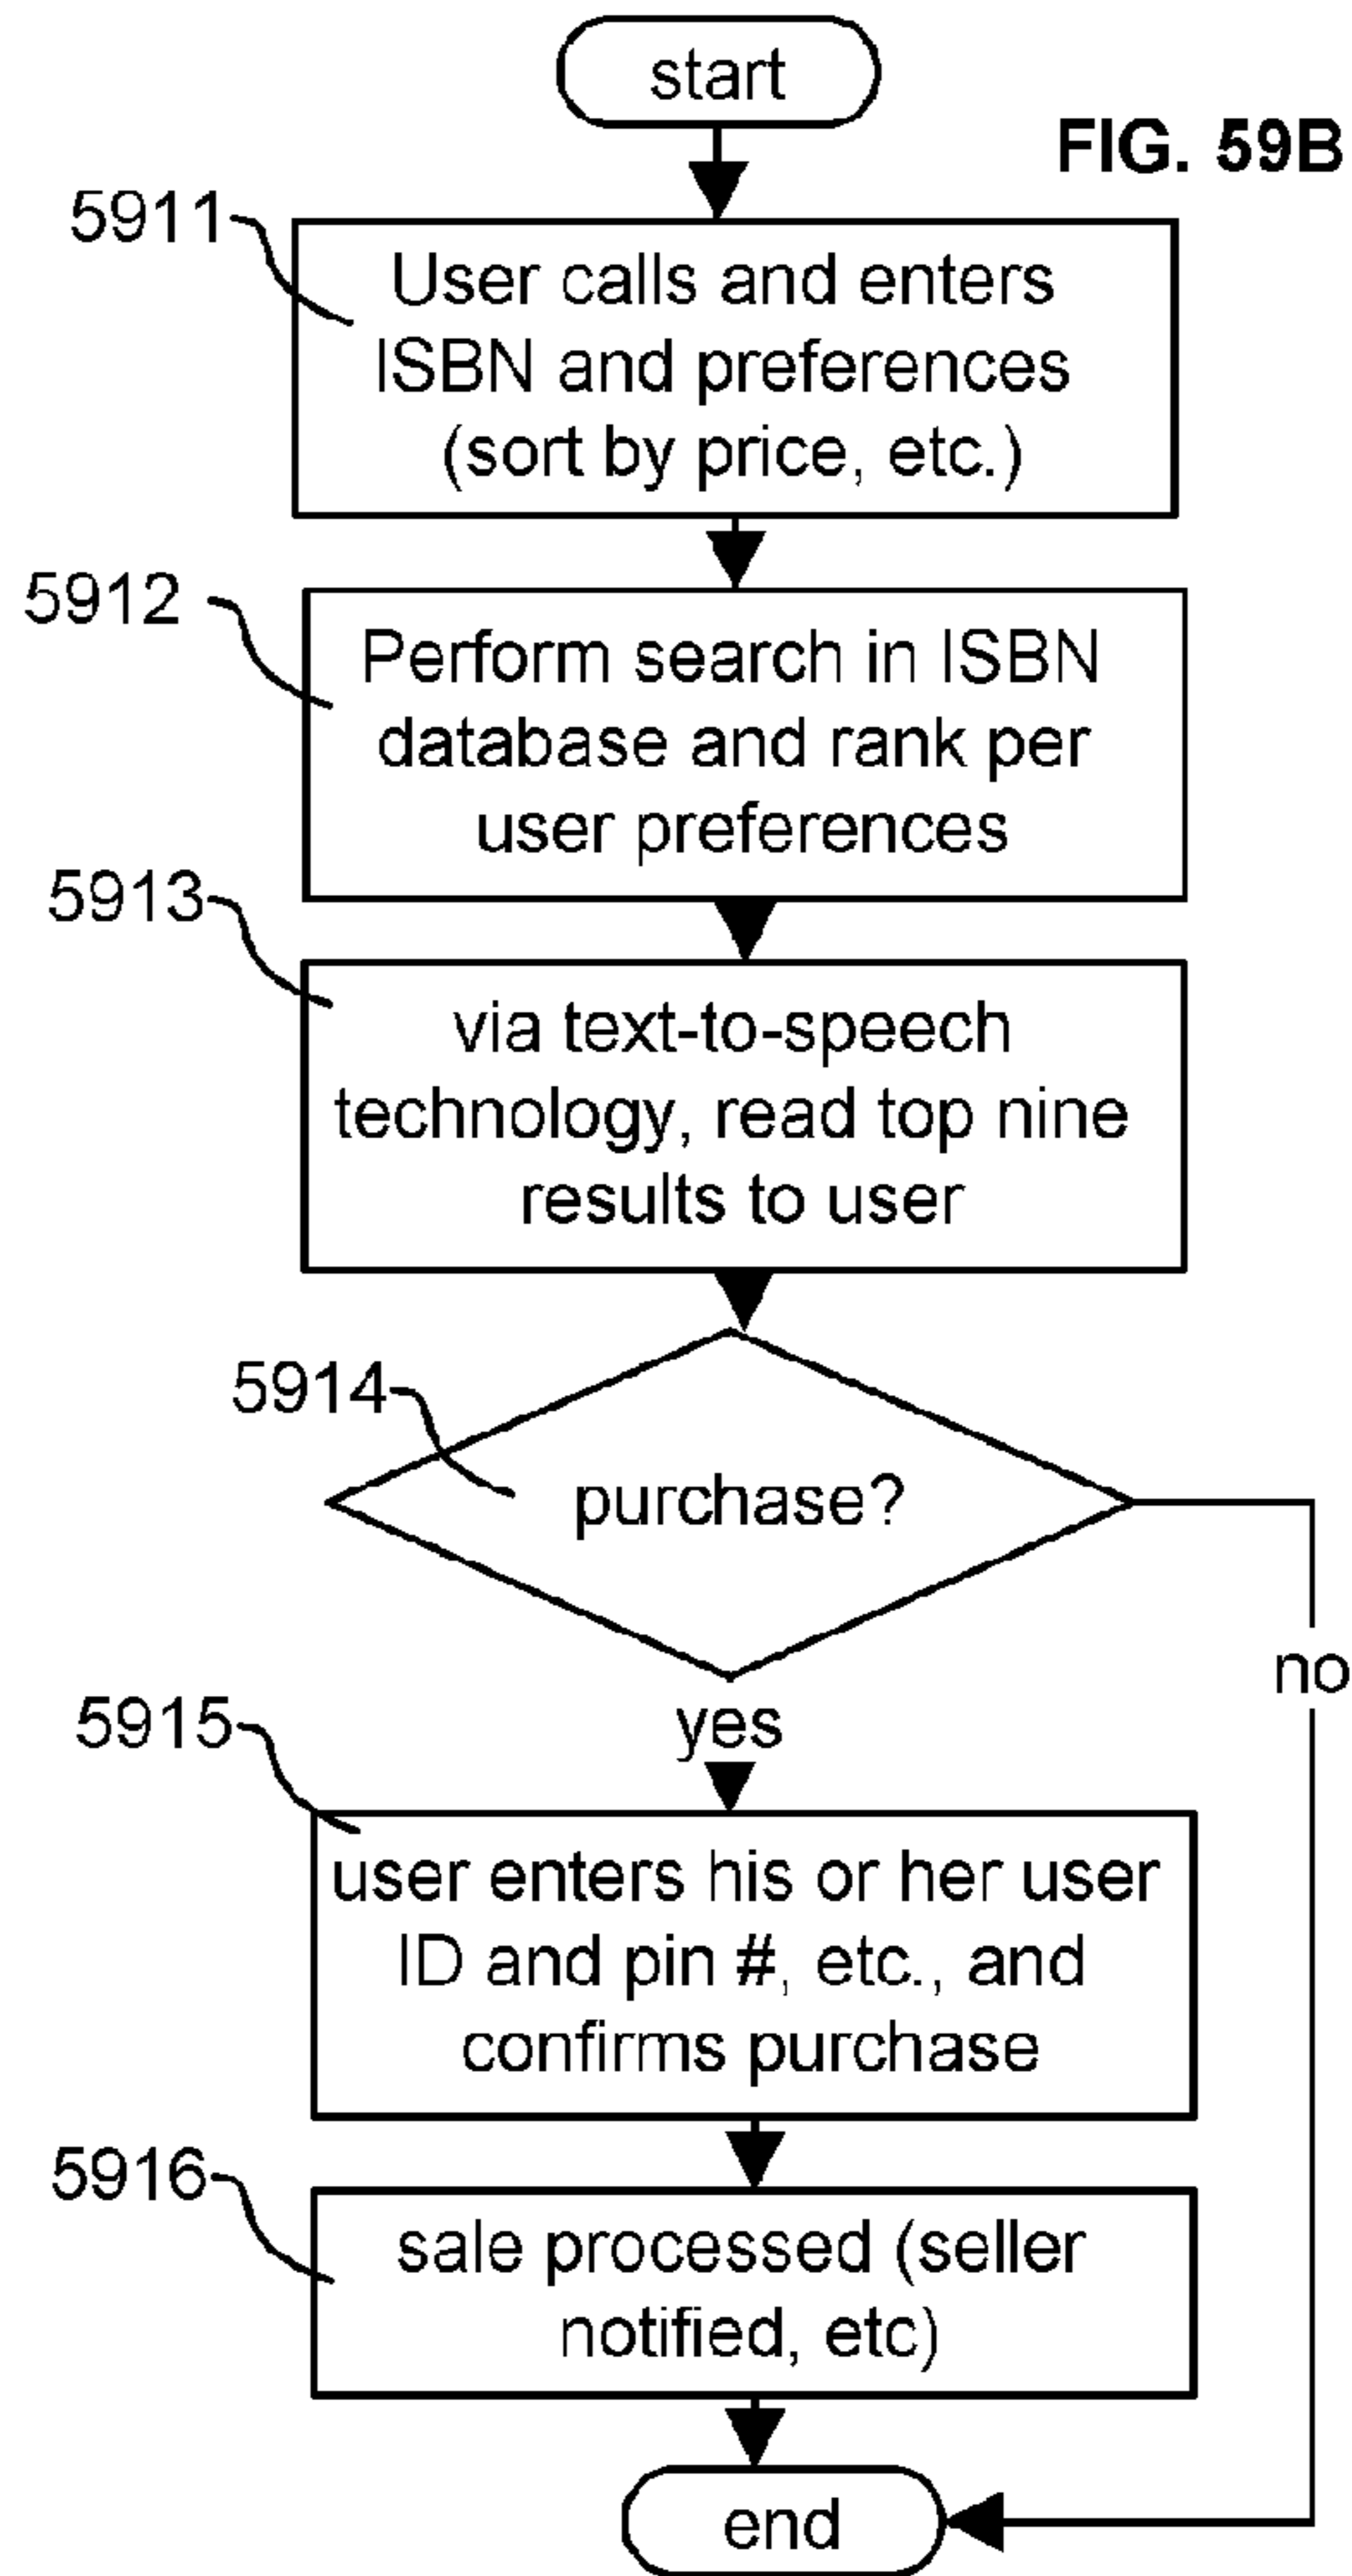 start
FIG. 59B
5911
User calls and enters
ISBN and preferences
(sort by price, etc.)
5912
Perform search in ISBN
database and rank per
user preferences
5913
via text-to-speech
technology, read top nine
results to user
5914
purchase?
no
yes
5915
user enters his or her user
ID and pin #, etc., and
confirms purchase
5916
sale processed (seller
notified, etc)
end